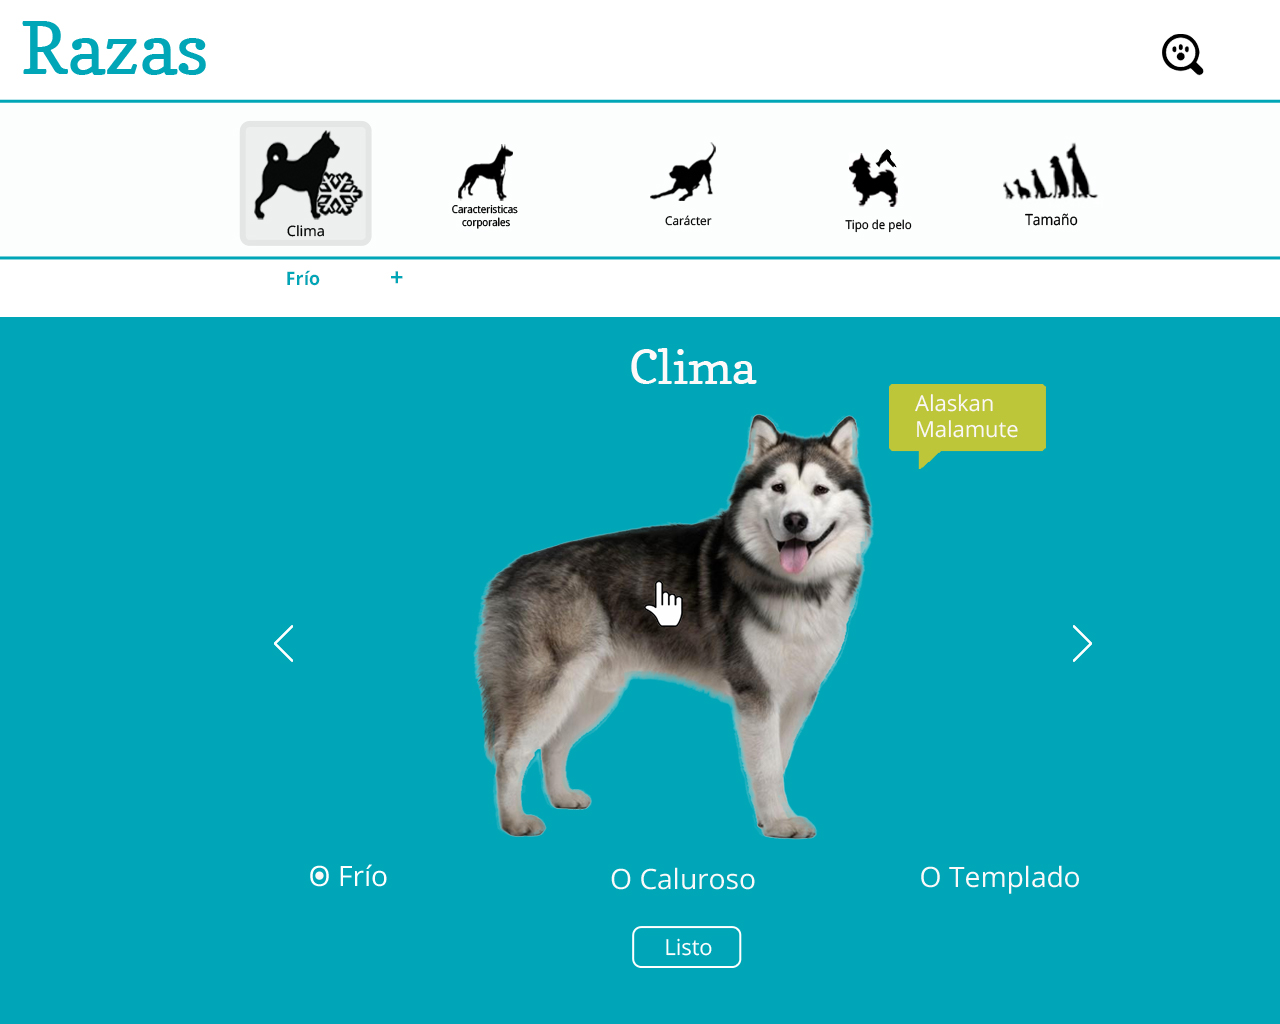 Razas
Clima
Caracteristicas
corporales
Carácter
Tipo de pelo
Tamaño
Frío +
Clima
Alaskan
Malamute
O Frío
O Caluroso
O Templado
Listo